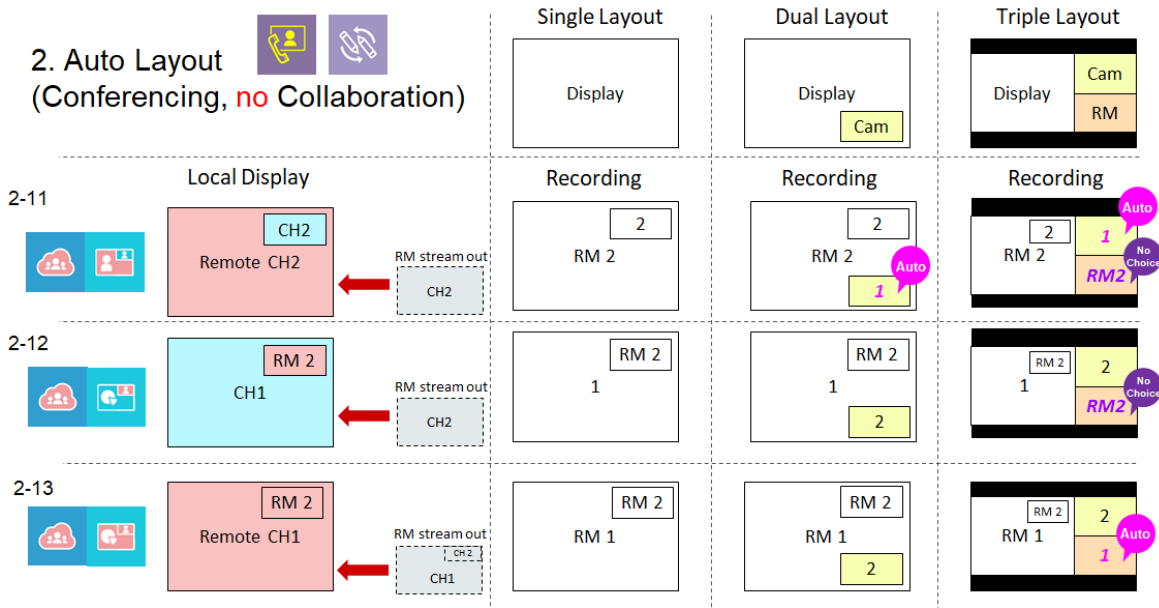 2. Auto Layout
(Conferencing, no Collaboration)
Single Layout
Dual Layout
Triple Layout
Display
Display
Cam
Display
Cam
RM
Local Display
Recording
Recording
Recording
2-11
CH2
Remote CH2
RM stream out
CH2
2
RM 2
2
RM 2
Auto
1
2
RM 2
Auto
1
No
Choice
RM2
2-12
RM 2
CH1
RM stream out
CH2
RM 2
1
RM 2
1
2
RM 2
1
2
No
Choice
RM2
2-13
RM 2
Remote CH1
RM stream out
CH 2
CH1
RM 2
RM 1
RM 2
RM 1
2
RM 2
RM 1
2
Auto
1